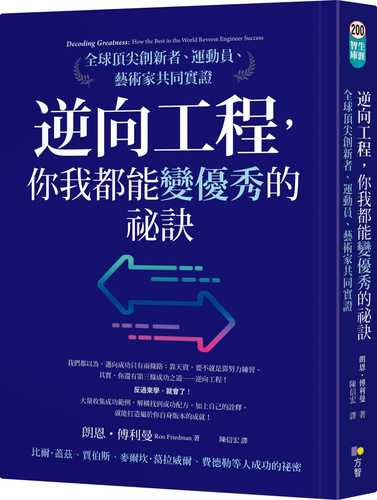 Decoding Greatness: How the Best in the World Reverse Engineer Success
全球頂尖創新者、運動員、
藝術家共同實證
逆向工程，
你我都能變優秀的
祕訣
我們都以為，邁向成功只有兩條路：靠天賦，要不就是靠努力練習。
其實，你還有第三條成功之道——逆向工程！
反過來學，就會了！
大量收集成功範例，解構找到成功配方，加上自己的詮釋，
就能打造屬於你自身版本的成就！
朗恩‧傅利曼 Ron Friedman 著
陳信宏 譯
比爾‧蓋茲、賈伯斯、麥爾坎‧葛拉威爾、費德勒等人成功的祕密
200
生涯智庫
逆向工程，你我都能變優秀的祕訣
全球頂尖創新者、運動員、藝術家共同實證
朗恩‧傅利曼 著
陳信宏 譯
方智